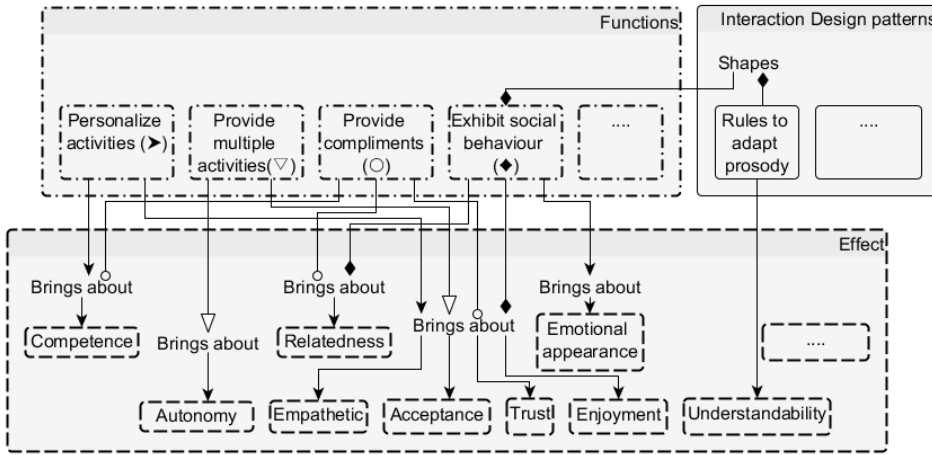 Functions
Interaction Design patterns
Shapes
Personalize
activities (➤)
Provide
multiple
activities(▽)
Provide
compliments
(○)
Exhibit social
behaviour
(◆)
....
Rules to
adapt
prosody
....
Effect
Brings about
Brings about
Brings about
Brings about
Brings about
Competence
Relatedness
Emotional
appearance
....
Autonomy
Empathetic
Acceptance
Trust
Enjoyment
Understandability